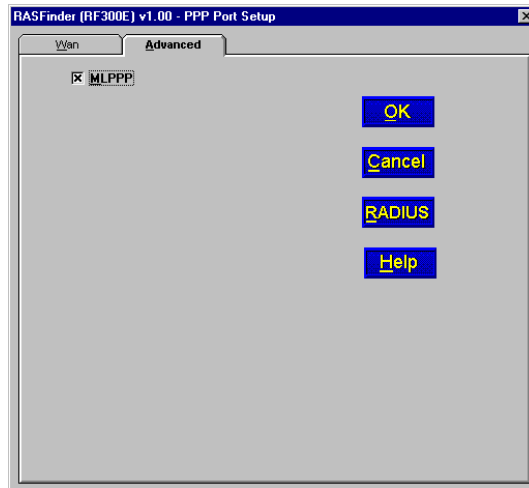 RASFinder (RF300E) v1.00 - PPP Port Setup
Wan Advanced
MLPPP
OK
Cancel
RADIUS
Help